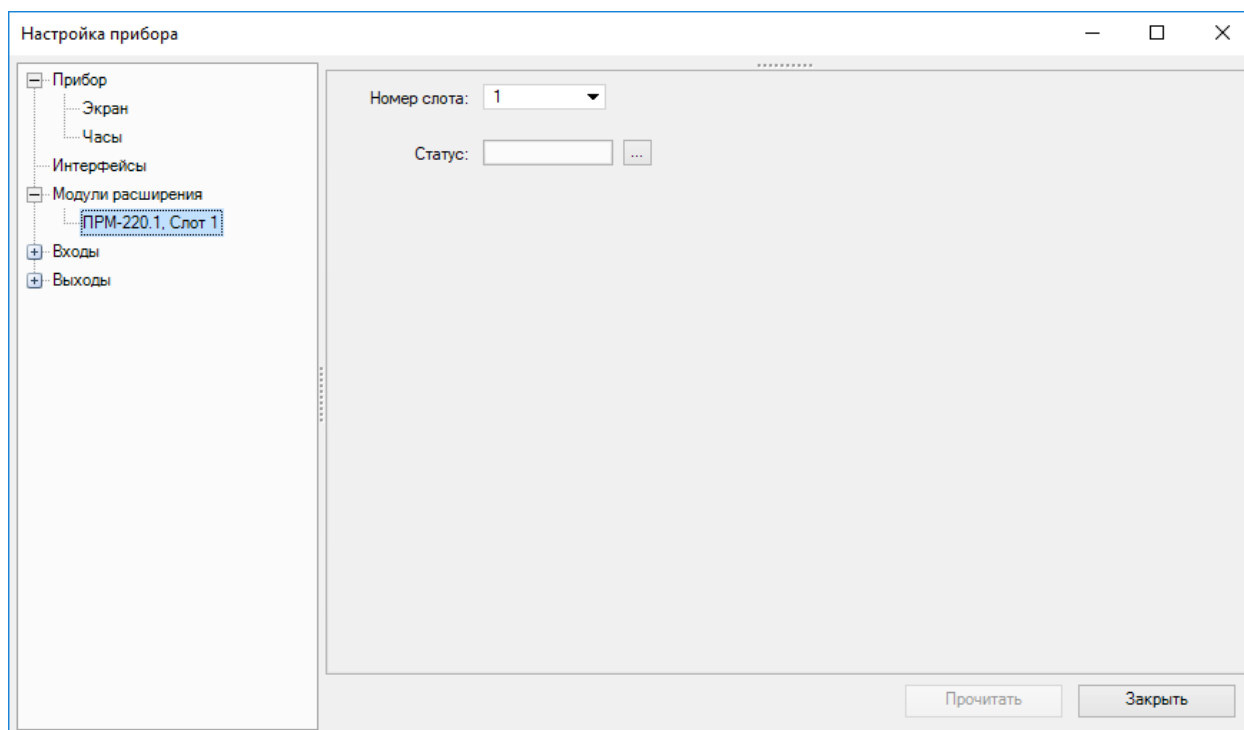 Настройка прибора
Прибор
Экран
Часы
Интерфейсы
Модули расширения
ПРМ-220.1, Слот 1
Входы
Выходы
Номер слота: 1
Статус: ...
Прочитать Закрыть